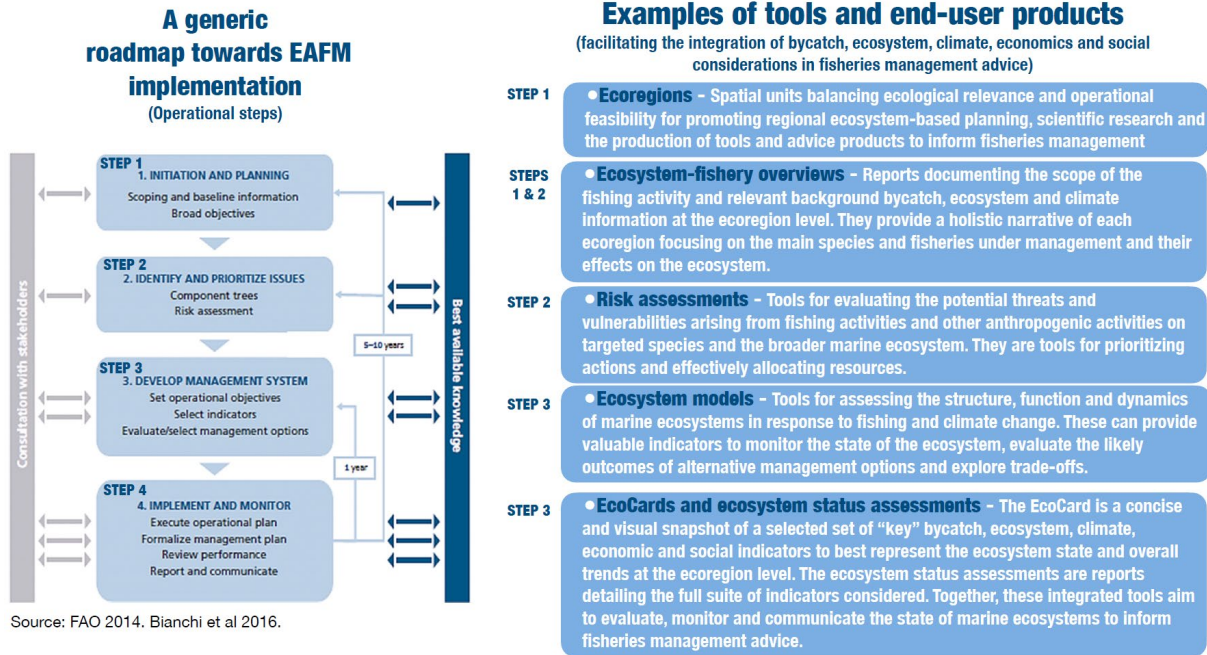 A generic
roadmap towards EAFM
implementation
(Operational steps)
Consultation with stakeholders
STEP 1
1. INITIATION AND PLANNING
Scoping and baseline information
Broad objectives
STEP 2
2. IDENTIFY AND PRIORITIZE ISSUES
Component trees
Risk assessment
5–10 years
STEP 3
3. DEVELOP MANAGEMENT SYSTEM
Set operational objectives
Select indicators
Evaluate/select management options
1 year
STEP 4
4. IMPLEMENT AND MONITOR
Execute operational plan
Formalize management plan
Review performance
Report and communicate
Best available knowledge
Source: FAO 2014. Bianchi et al 2016.
Examples of tools and end-user products
(facilitating the integration of bycatch, ecosystem, climate, economics and social
considerations in fisheries management advice)
STEP 1
•Ecoregions - Spatial units balancing ecological relevance and operational
feasibility for promoting regional ecosystem-based planning, scientific research and
the production of tools and advice products to inform fisheries management
STEPS
1 & 2
•Ecosystem-fishery overviews - Reports documenting the scope of the
fishing activity and relevant background bycatch, ecosystem and climate
information at the ecoregion level. They provide a holistic narrative of each
ecoregion focusing on the main species and fisheries under management and their
effects on the ecosystem.
STEP 2
•Risk assessments - Tools for evaluating the potential threats and
vulnerabilities arising from fishing activities and other anthropogenic activities on
targeted species and the broader marine ecosystem. They are tools for prioritizing
actions and effectively allocating resources.
STEP 3
•Ecosystem models - Tools for assessing the structure, function and dynamics
of marine ecosystems in response to fishing and climate change. These can provide
valuable indicators to monitor the state of the ecosystem, evaluate the likely
outcomes of alternative management options and explore trade-offs.
STEP 3
•EcoCards and ecosystem status assessments - The EcoCard is a concise
and visual snapshot of a selected set of “key” bycatch, ecosystem, climate,
economic and social indicators to best represent the ecosystem state and overall
trends at the ecoregion level. The ecosystem status assessments are reports
detailing the full suite of indicators considered. Together, these integrated tools aim
to evaluate, monitor and communicate the state of marine ecosystems to inform
fisheries management advice.